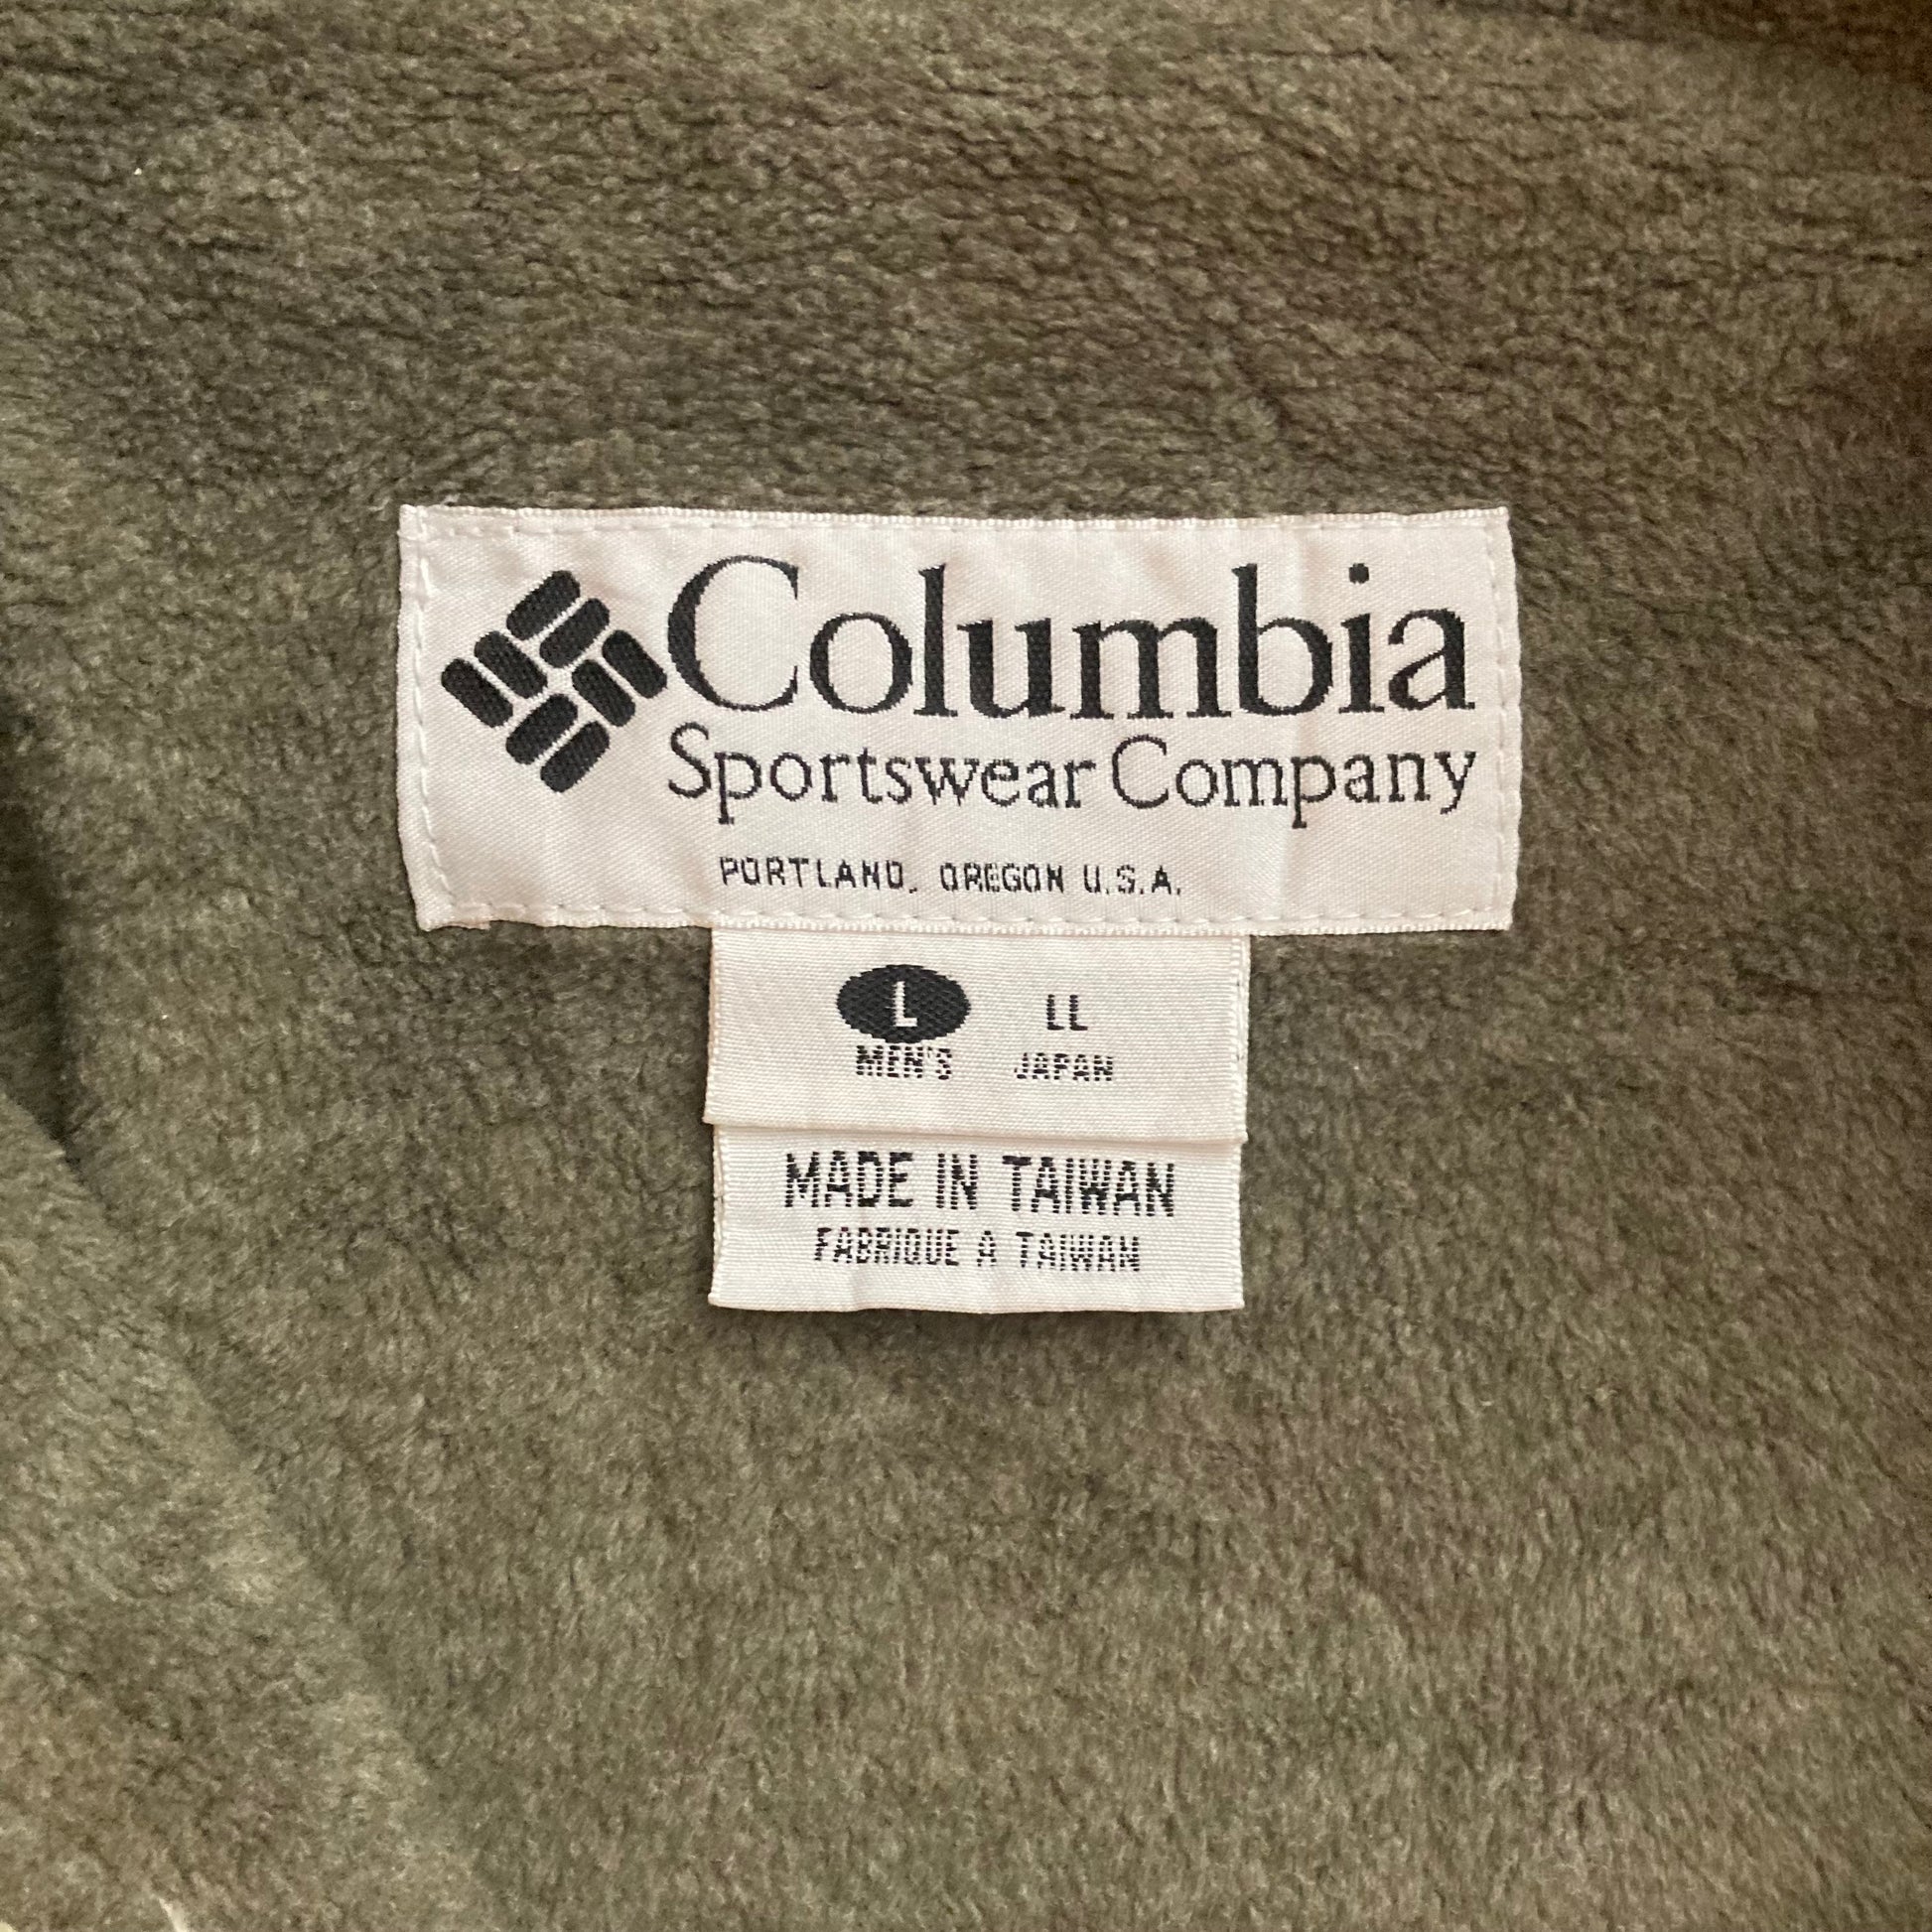 Columbia
Sportswear Company
PORTLAND, OREGON U.S.A.
L LL
MEN'S JAPAN
MADE IN TAIWAN
FABRIQUE A TAIWAN